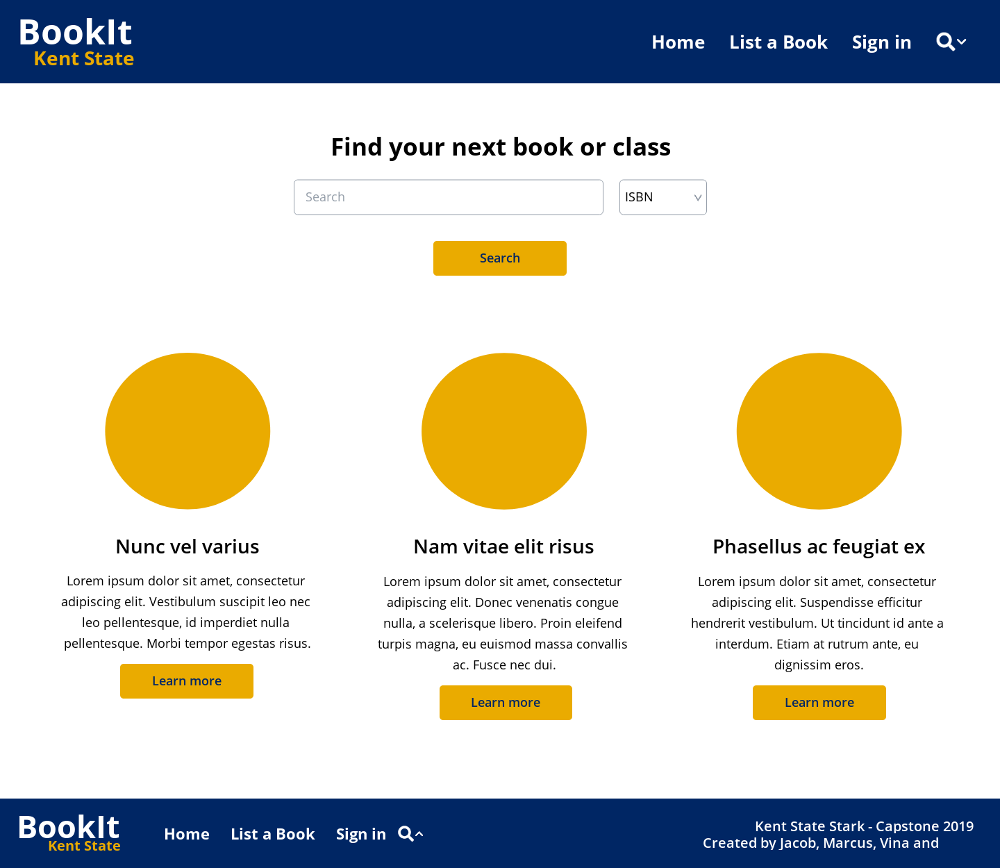 BookIt
Kent State
Home List a Book Sign in
Find your next book or class
Search ISBN
Search
Nunc vel varius
Lorem ipsum dolor sit amet, consectetur
adipiscing elit. Vestibulum suscipit leo nec
leo pellentesque, id imperdiet nulla
pellentesque. Morbi tempor egestas risus.
Learn more
Nam vitae elit risus
Lorem ipsum dolor sit amet, consectetur
adipiscing elit. Donec venenatis congue
nulla, a scelerisque libero. Proin eleifend
turpis magna, eu euismod massa convallis
ac. Fusce nec dui.
Learn more
Phasellus ac feugiat ex
Lorem ipsum dolor sit amet, consectetur
adipiscing elit. Suspendisse efficitur
hendrerit vestibulum. Ut tincidunt id ante a
interdum. Etiam at rutrum ante, eu
dignissim eros.
Learn more
BookIt
Kent State
Home List a Book Sign in
Kent State Stark - Capstone 2019
Created by Jacob, Marcus, Vina and